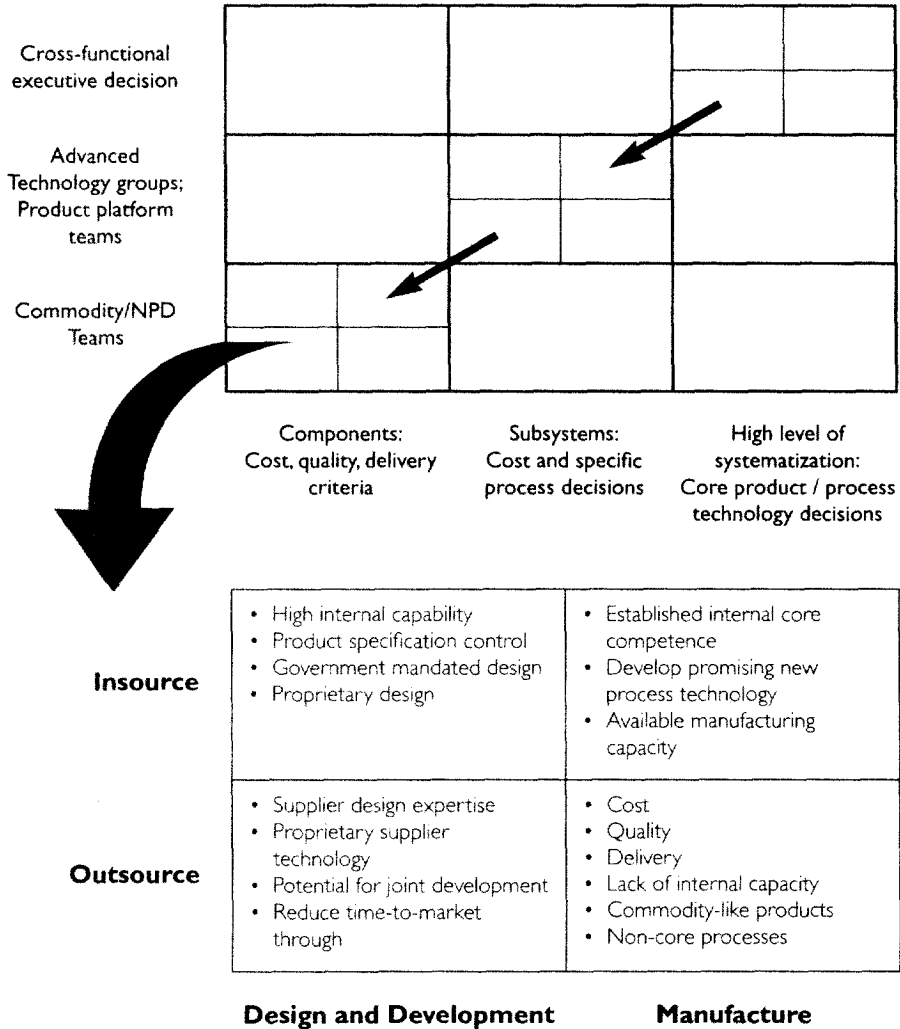 Cross-functional
executive decision
Advanced
Technology groups;
Product platform
teams
Commodity/NPD
Teams
Components:
Cost, quality, delivery
criteria
Subsystems:
Cost and specific
process decisions
High level of
systematization:
Core product / process
technology decisions
Insource
• High internal capability
• Product specification control
• Government mandated design
• Proprietary design
• Established internal core
competence
• Develop promising new
process technology
• Available manufacturing
capacity
Outsource
• Supplier design expertise
• Proprietary supplier
technology
• Potential for joint development
• Reduce time-to-market
through
• Cost
• Quality
• Delivery
• Lack of internal capacity
• Commodity-like products
• Non-core processes
Design and Development
Manufacture